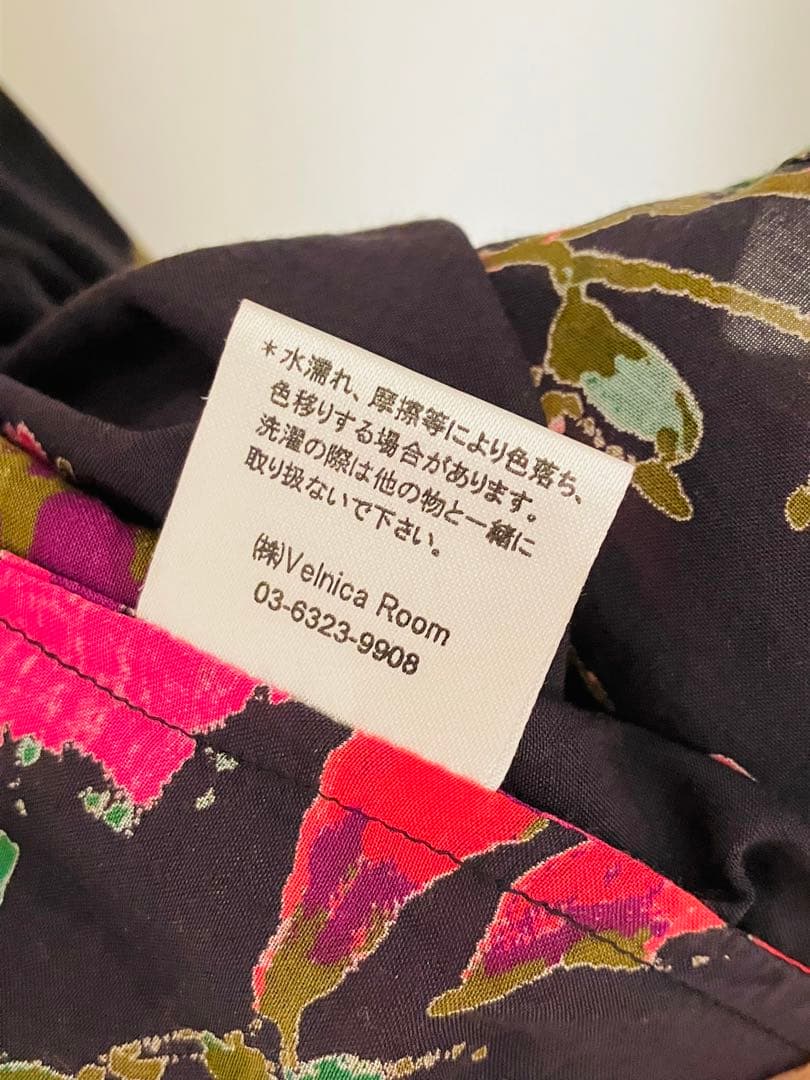 ＊水濡れ、摩擦等により色落ち、
色移りする場合があります。
洗濯の際は他の物と一緒に
取り扱ないで下さい。
㈱Velnica Room
03-6323-9908